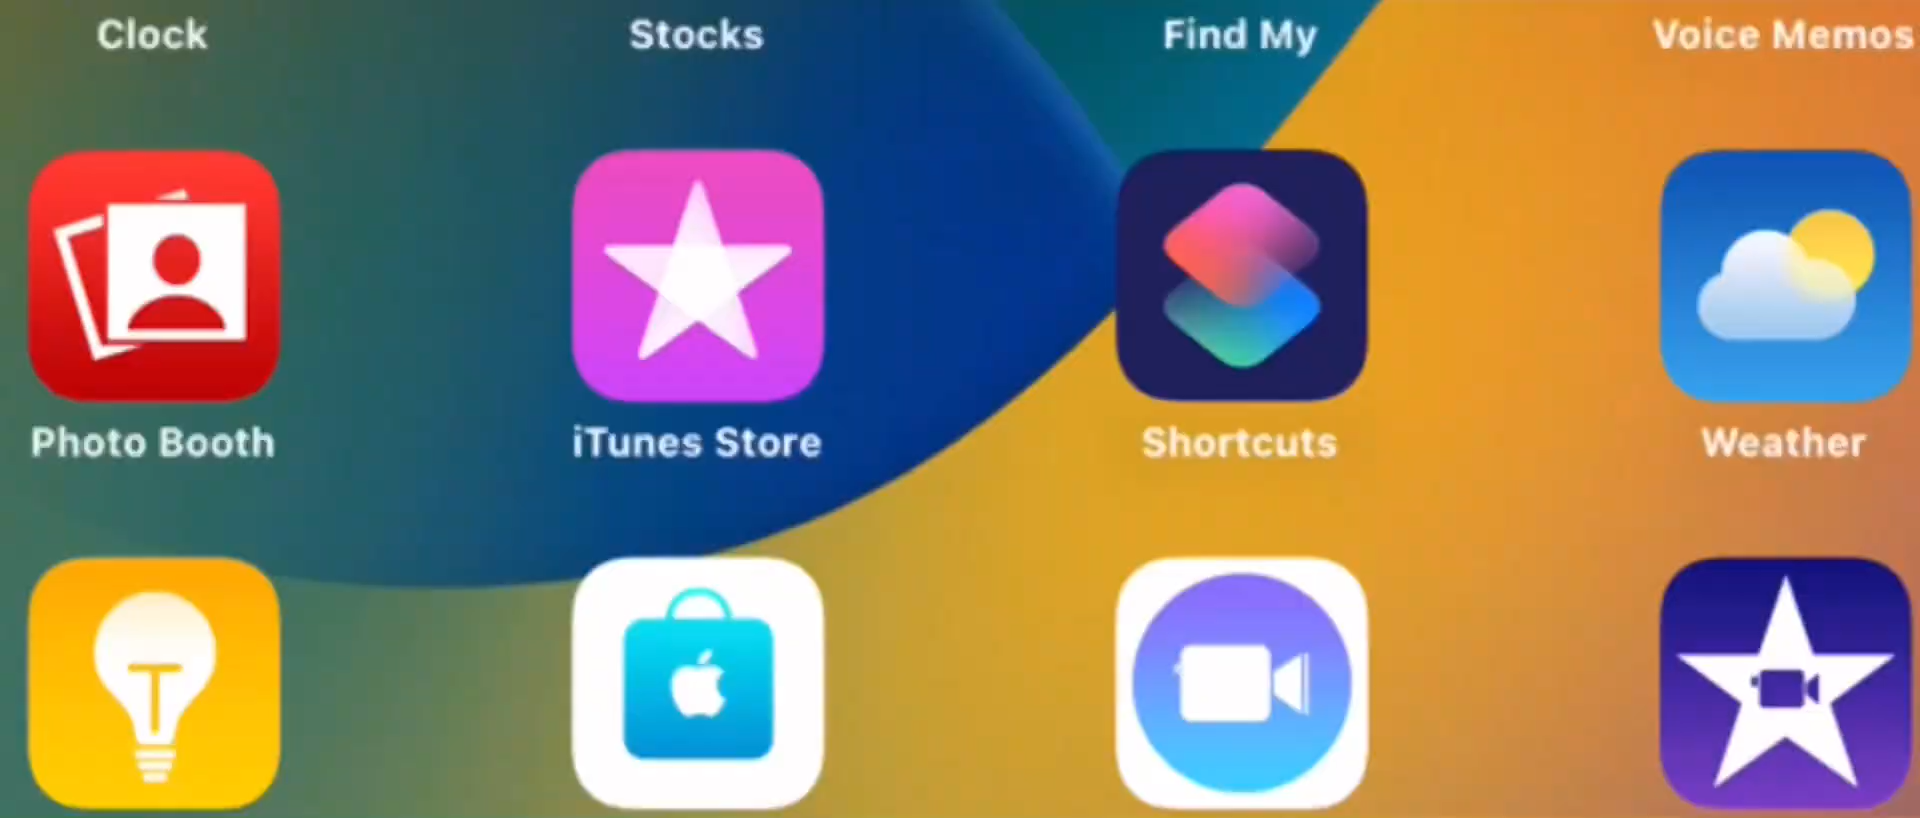 Clock
Stocks
Find My
Voice Memos
Photo Booth
iTunes Store
Shortcuts
Weather